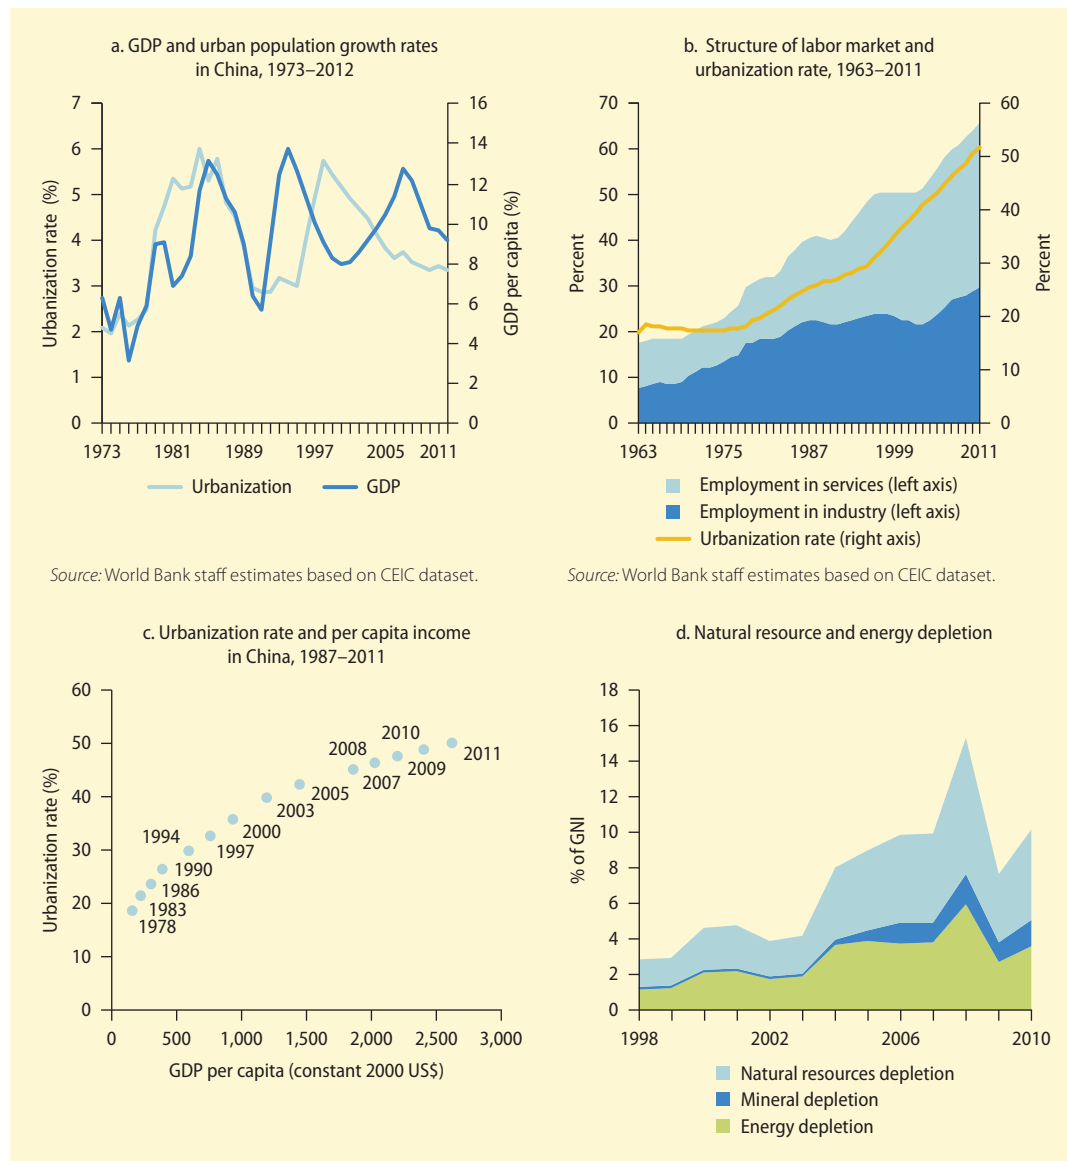 a. GDP and urban population growth rates
in China, 1973–2012
7
6
5
4
3
2
1
0
Urbanization rate (%)
16
14
12
10
8
6
4
2
0
GDP per capita (%)
1973 1981 1989 1997 2005 2011
Urbanization GDP
Source: World Bank staff estimates based on CEIC dataset.
b. Structure of labor market and
urbanization rate, 1963–2011
70
60
50
40
30
20
10
0
Percent
60
50
40
30
20
10
0
Percent
1963 1975 1987 1999 2011
Employment in services (left axis)
Employment in industry (left axis)
Urbanization rate (right axis)
Source: World Bank staff estimates based on CEIC dataset.
c. Urbanization rate and per capita income
in China, 1987–2011
60
50
40
30
20
10
0
Urbanization rate (%)
2010
2008
2011
2009
2007
2005
2003
2000
1994
1997
1990
1986
1983
1978
0 500 1,000 1,500 2,000 2,500 3,000
GDP per capita (constant 2000 US$)
d. Natural resource and energy depletion
18
16
14
12
10
8
6
4
2
0
% of GNI
1998 2002 2006 2010
Natural resources depletion
Mineral depletion
Energy depletion